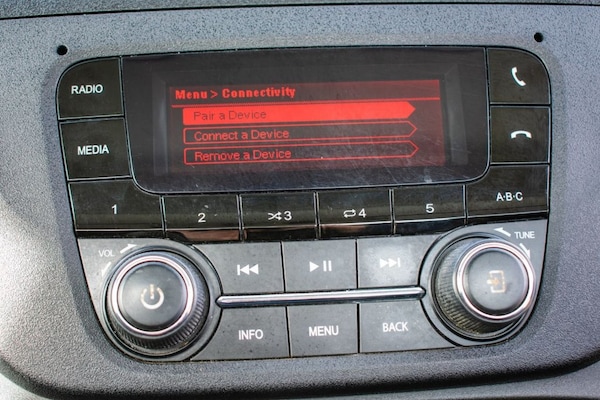 RADIO
Menu > Connectivity
Pair a Device
MEDIA
Connect a Device
Remove a Device
1
2
3
4
5
A·B·C
VOL
TUNE
INFO
MENU
BACK